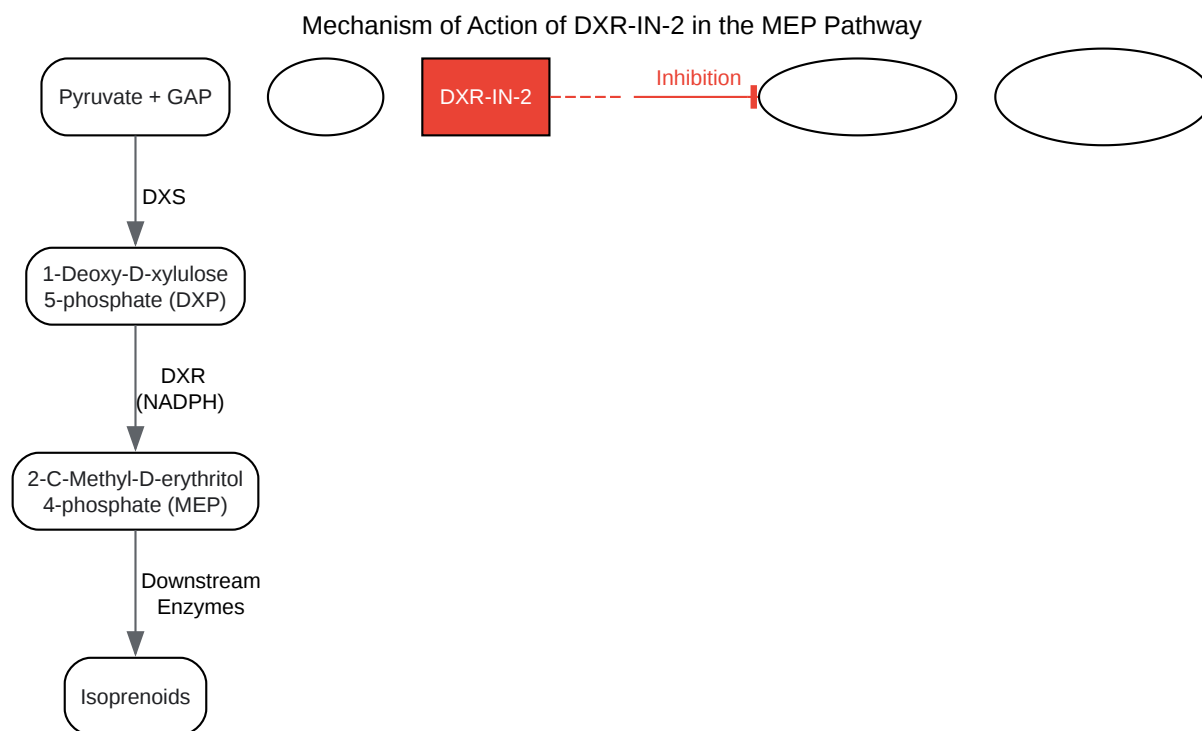 Mechanism of Action of DXR-IN-2 in the MEP Pathway
Pyruvate + GAP
DXR-IN-2
Inhibition
DXS
1-Deoxy-D-xylulose
5-phosphate (DXP)
DXR
(NADPH)
2-C-Methyl-D-erythritol
4-phosphate (MEP)
Downstream
Enzymes
Isoprenoids